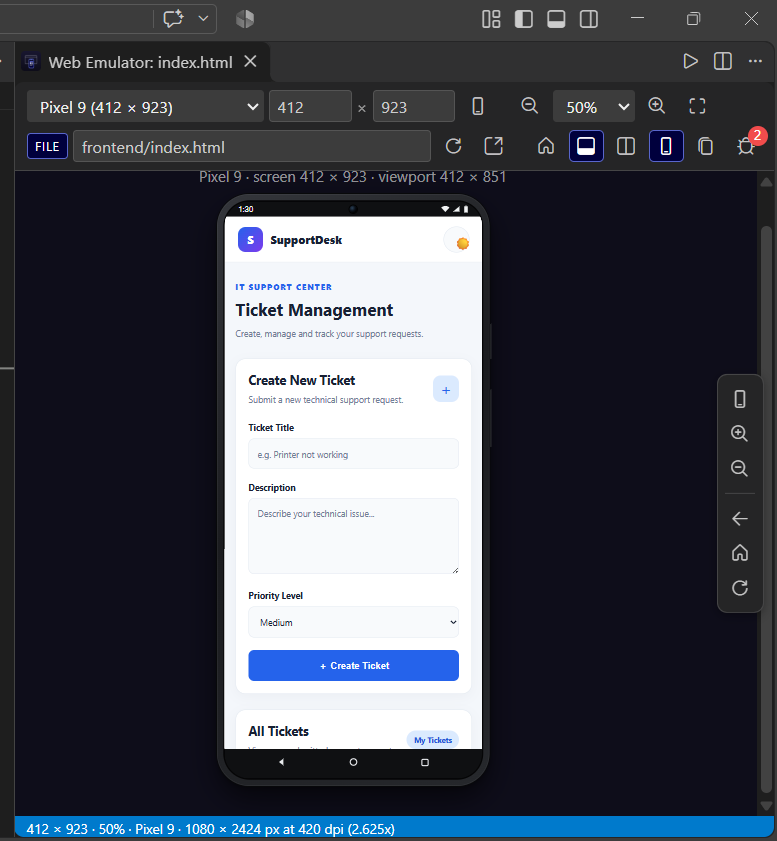 Web Emulator: index.html
Pixel 9 (412 × 923) 412 × 923 50%
FILE frontend/index.html 2
Pixel 9 · screen 412 × 923 · viewport 412 × 851
1:30
S SupportDesk
IT SUPPORT CENTER
Ticket Management
Create, manage and track your support requests.
Create New Ticket
Submit a new technical support request.
+
Ticket Title
e.g. Printer not working
Description
Describe your technical issue...
Priority Level
Medium
+ Create Ticket
All Tickets
My Tickets
412 × 923 · 50% · Pixel 9 · 1080 × 2424 px at 420 dpi (2.625x)